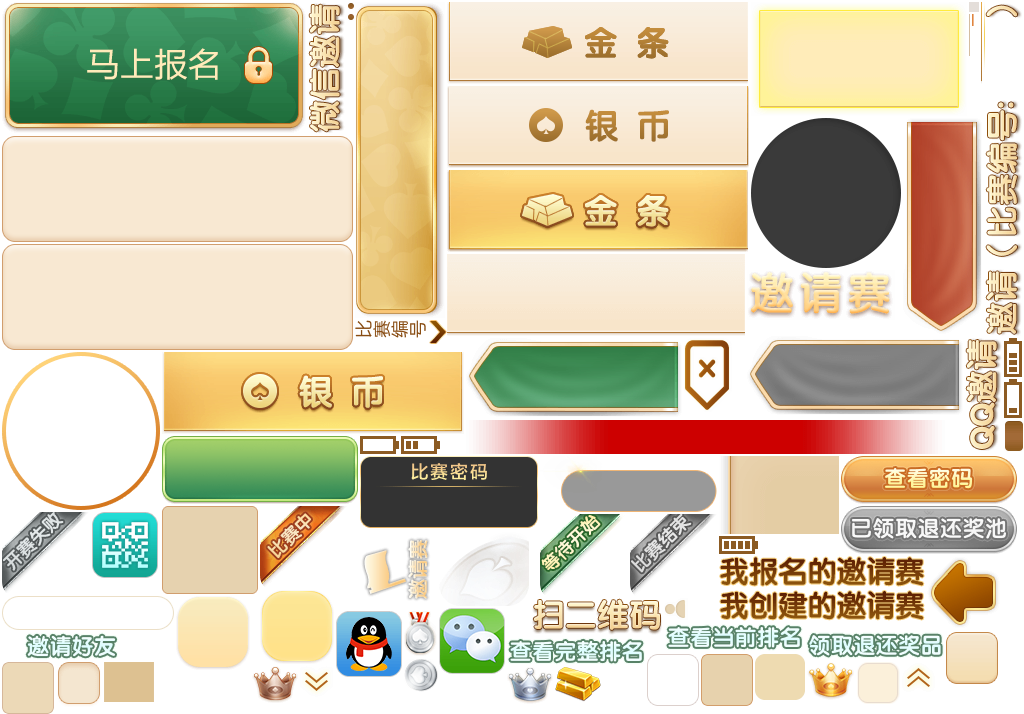 马上报名
微信邀请:
金条
银币
金条
邀请赛
邀请（比赛编号:
）
比赛编号
QQ邀请
银币
比赛密码
查看密码
已领取退还奖池
开赛失败
比赛中
邀请赛
等待开始
比赛结束
我报名的邀请赛
我创建的邀请赛
扫二维码
邀请好友
查看完整排名
查看当前排名
领取退还奖品